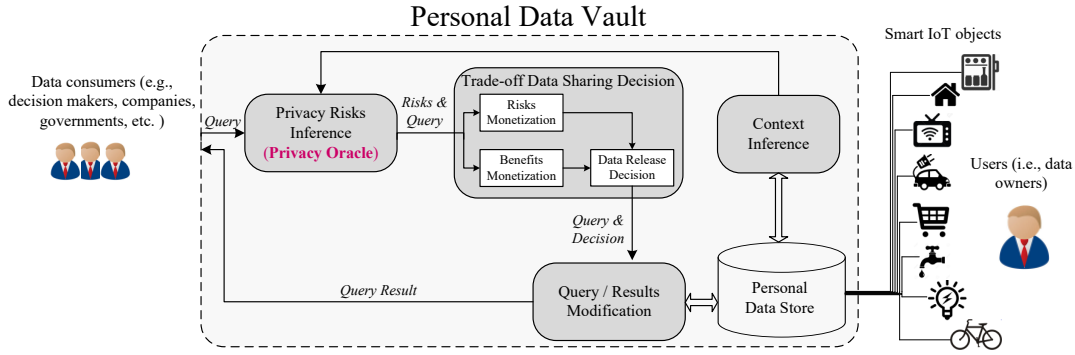 Personal Data Vault
Data consumers (e.g.,
decision makers, companies,
governments, etc. )
Query
Privacy Risks
Inference
(Privacy Oracle)
Risks &
Query
Trade-off Data Sharing Decision
Risks
Monetization
Benefits
Monetization
Data Release
Decision
Context
Inference
Smart IoT objects
Users (i.e., data
owners)
Query &
Decision
Query Result
Query / Results
Modification
Personal
Data Store